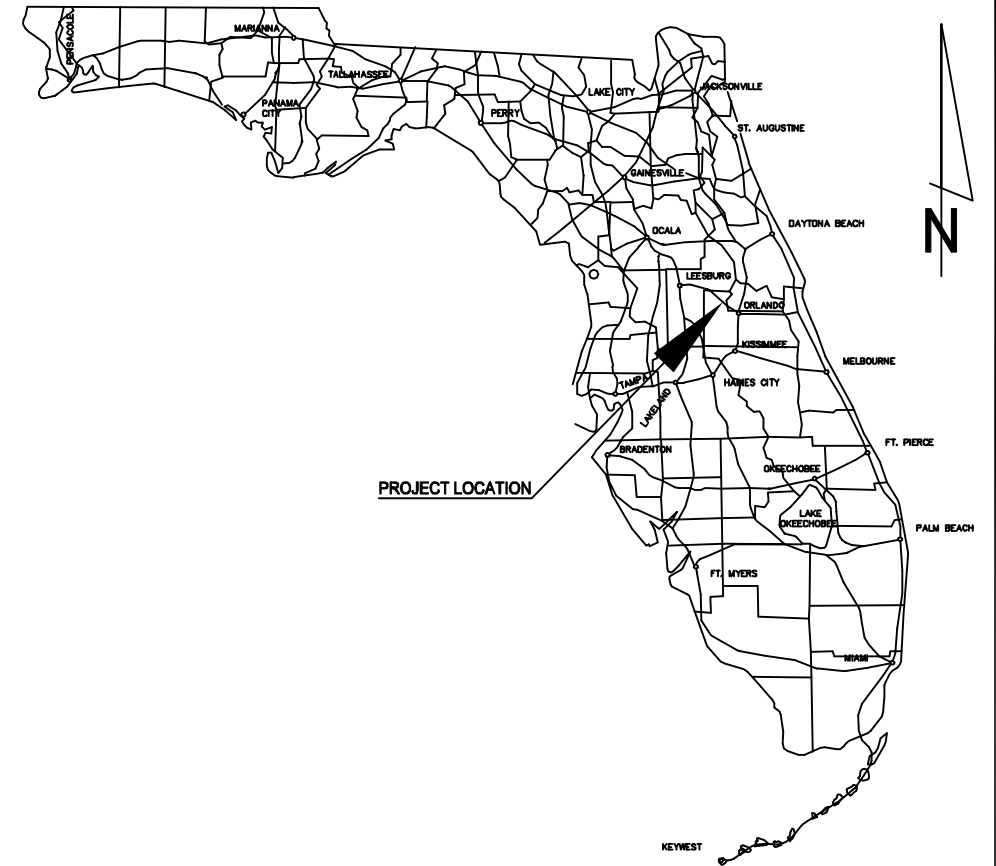 PENSACOLE
MARIANNA
TALLAHASSEE
PANAMA
CITY
PERRY
LAKE CITY
JACKSONVILLE
ST. AUGUSTINE
GAINESVILLE
OCALA
DAYTONA BEACH
N
LEESBURG
ORLANDO
KISSIMMEE
MELBOURNE
TAMPA
HAINES CITY
LAKELAND
BRADENTON
FT. PIERCE
OKEECHOBEE
PROJECT LOCATION
LAKE
OKEECHOBEE
PALM BEACH
FT. MYERS
MIAMI
KEYWEST